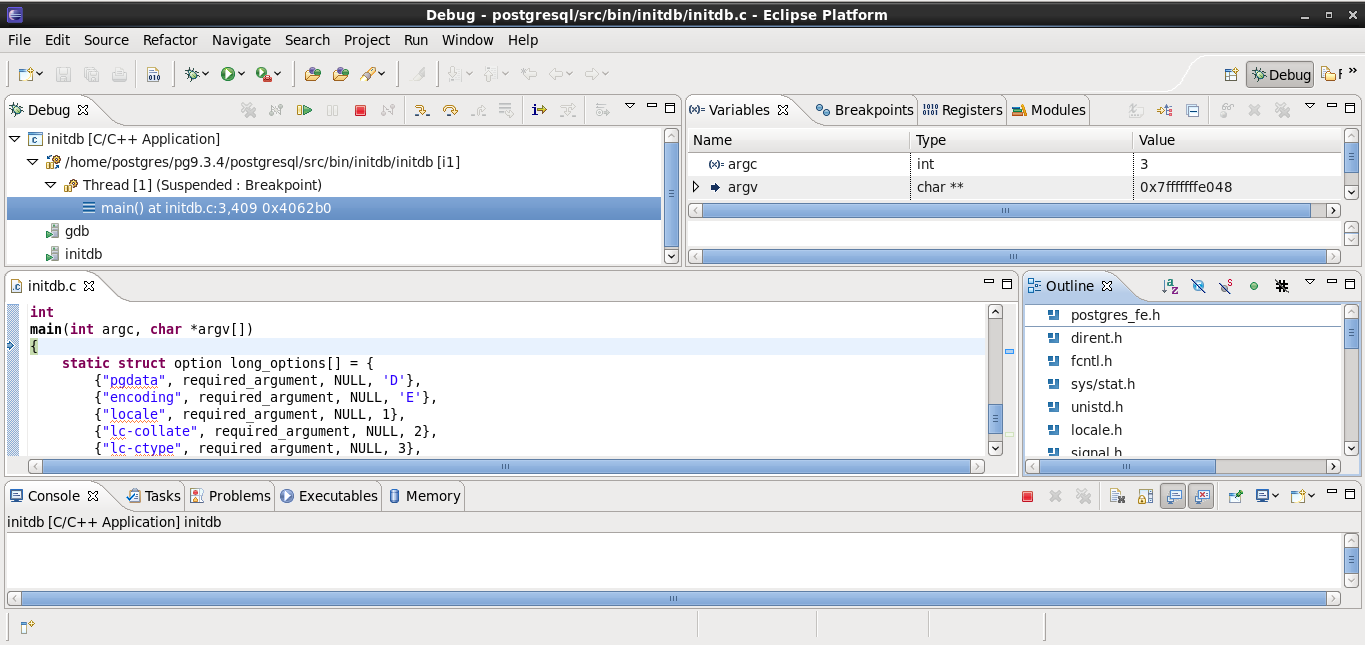 Debug - postgresql/src/bin/initdb/initdb.c - Eclipse Platform
File Edit Source Refactor Navigate Search Project Run Window Help
Debug F »
Debug
initdb [C/C++ Application]
/home/postgres/pg9.3.4/postgresql/src/bin/initdb/initdb [i1]
Thread [1] (Suspended : Breakpoint)
main() at initdb.c:3,409 0x4062b0
gdb
initdb
(x)= Variables Breakpoints Registers Modules
Name Type Value
(x)= argc int 3
argv char ** 0x7fffffffe048
initdb.c
int
main(int argc, char *argv[])
{
static struct option long_options[] = {
{"pgdata", required_argument, NULL, 'D'},
{"encoding", required_argument, NULL, 'E'},
{"locale", required_argument, NULL, 1},
{"lc-collate", required_argument, NULL, 2},
{"lc-ctype", required_argument, NULL, 3},
Outline
postgres_fe.h
dirent.h
fcntl.h
sys/stat.h
unistd.h
locale.h
signal.h
Console Tasks Problems Executables Memory
initdb [C/C++ Application] initdb